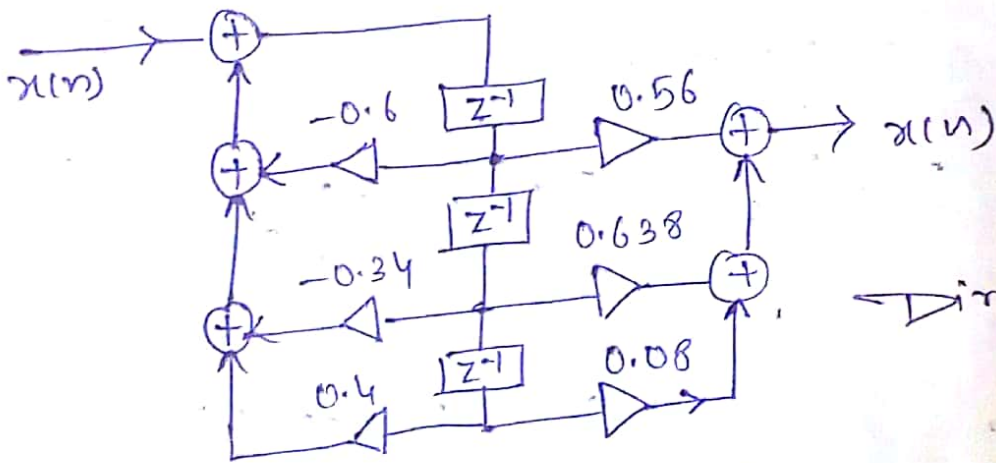 x(n)
+
z⁻¹
-0.6
0.56
+
+
x(n)
z⁻¹
-0.34
0.638
+
+
Dir
z⁻¹
0.4
0.08